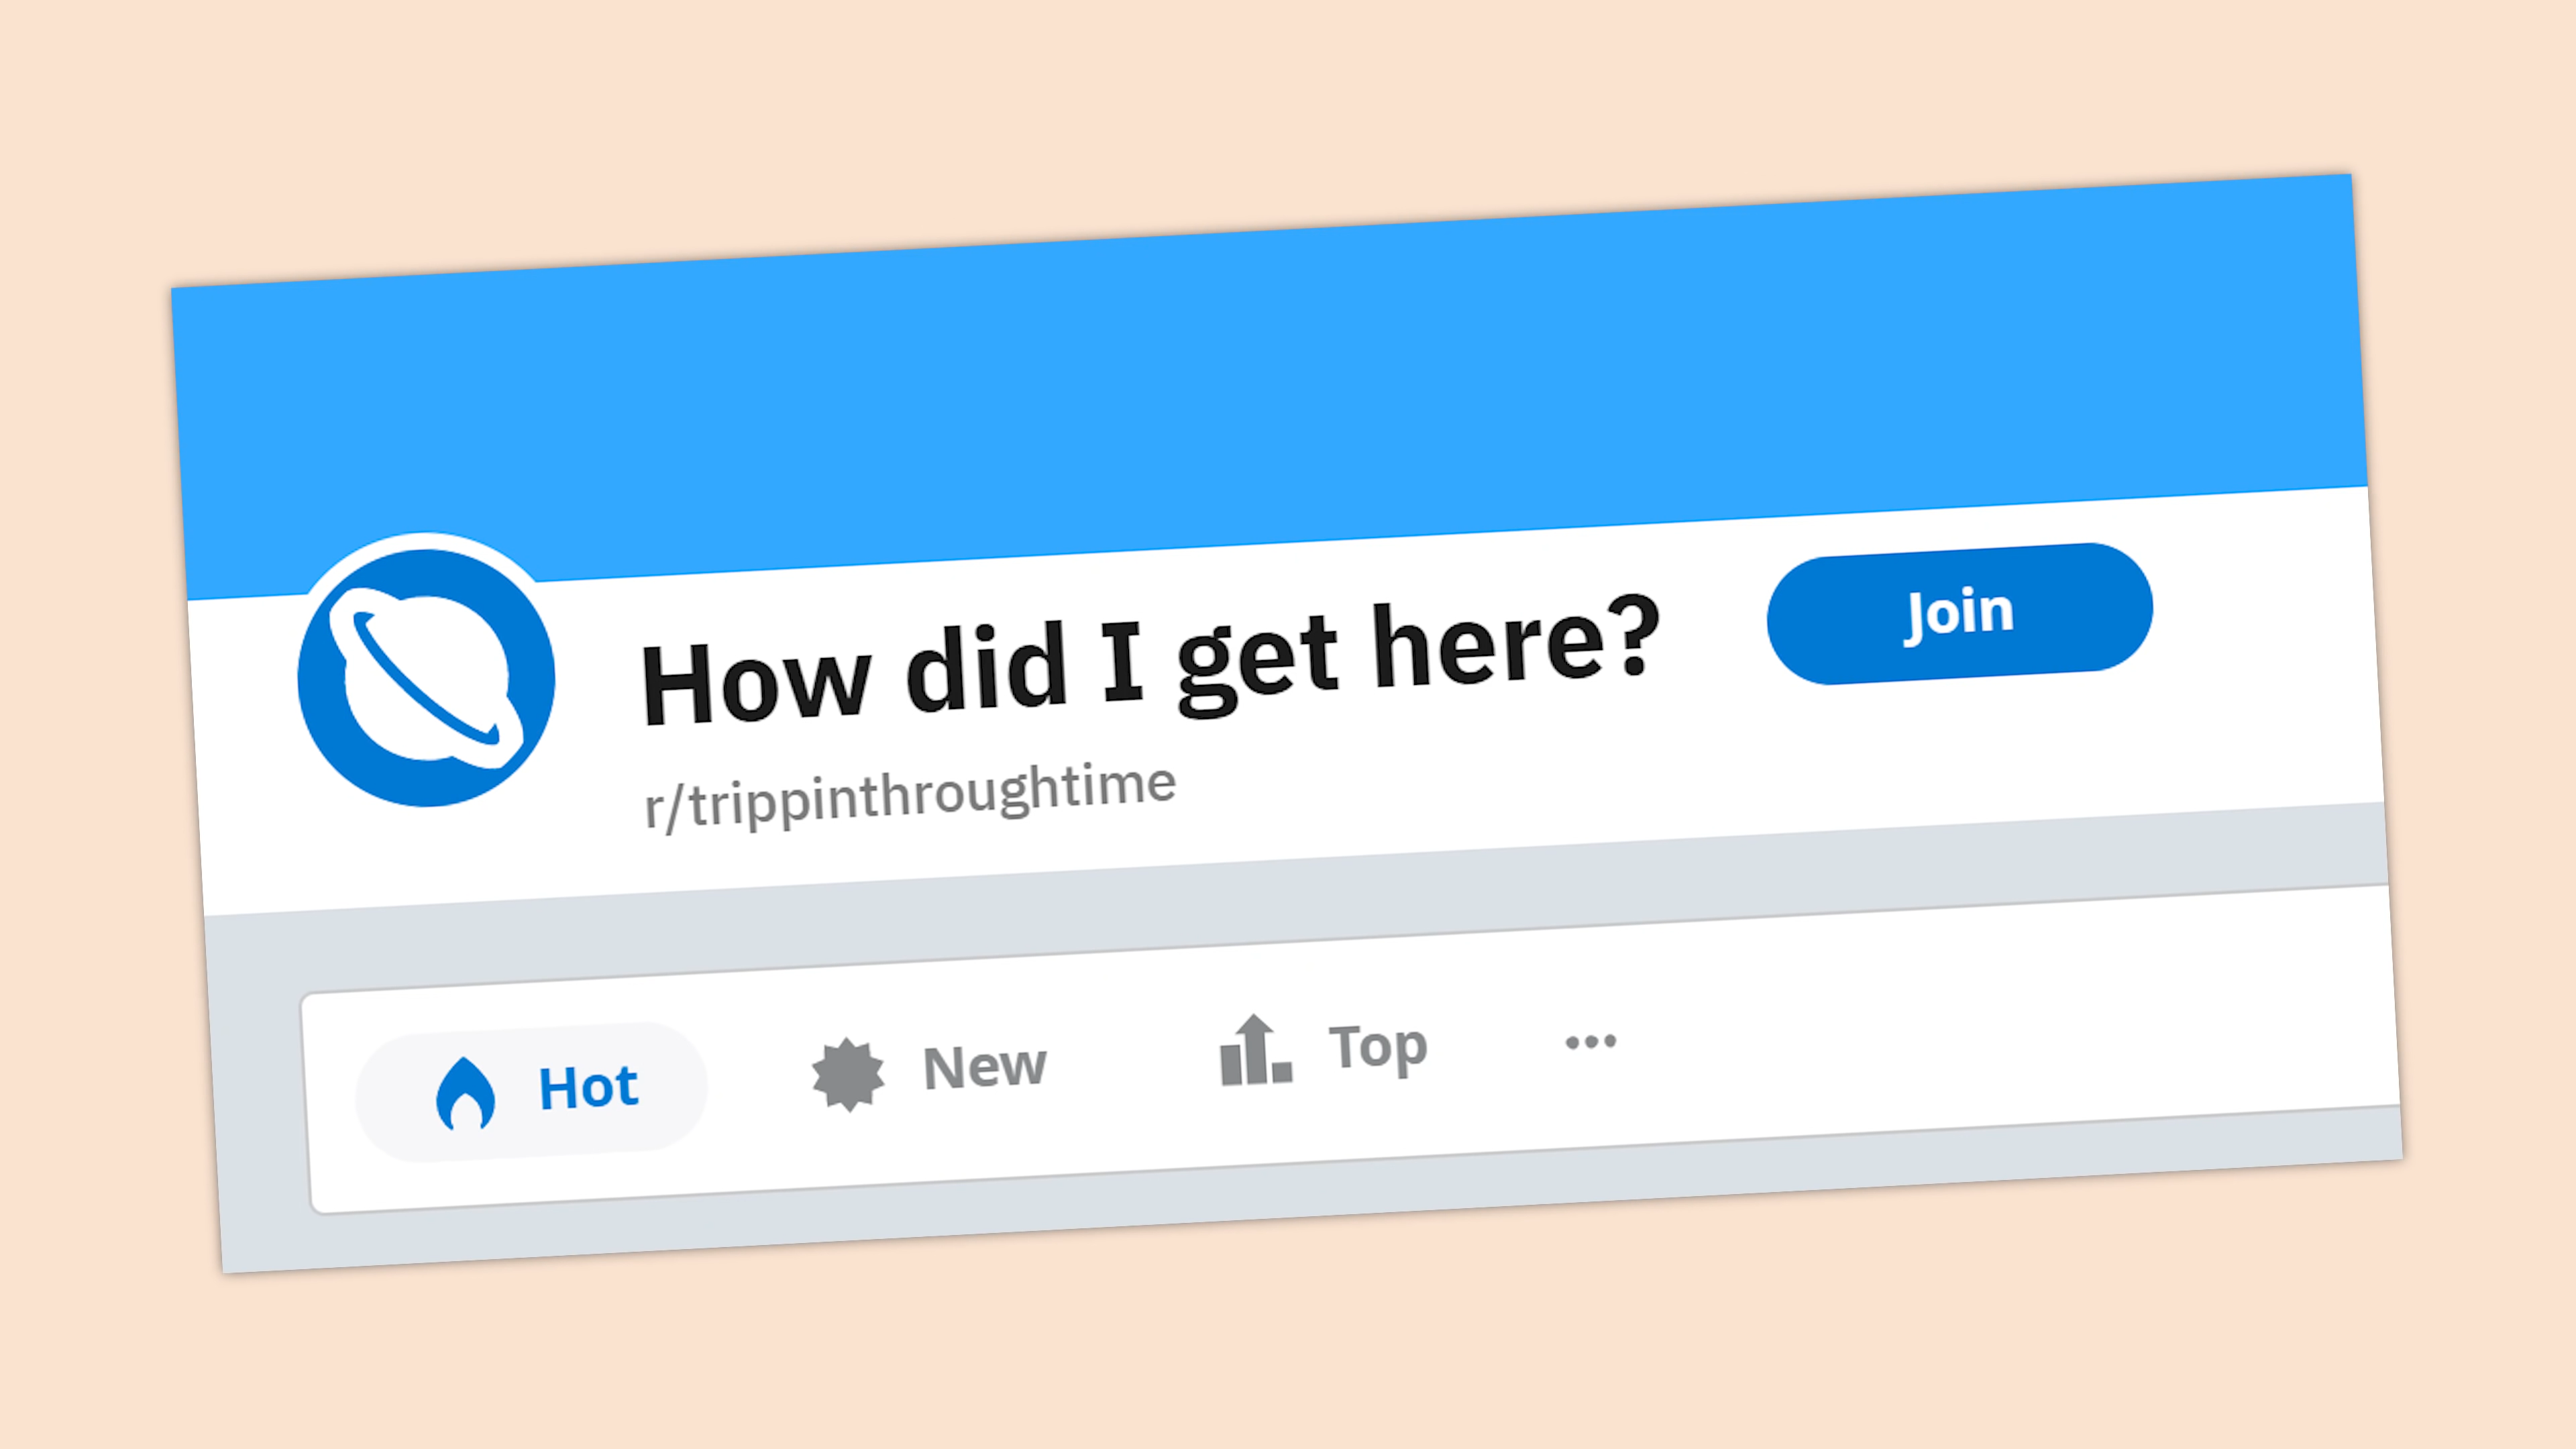 How did I get here?
Join
r/trippinthroughtime
Hot
New
Top